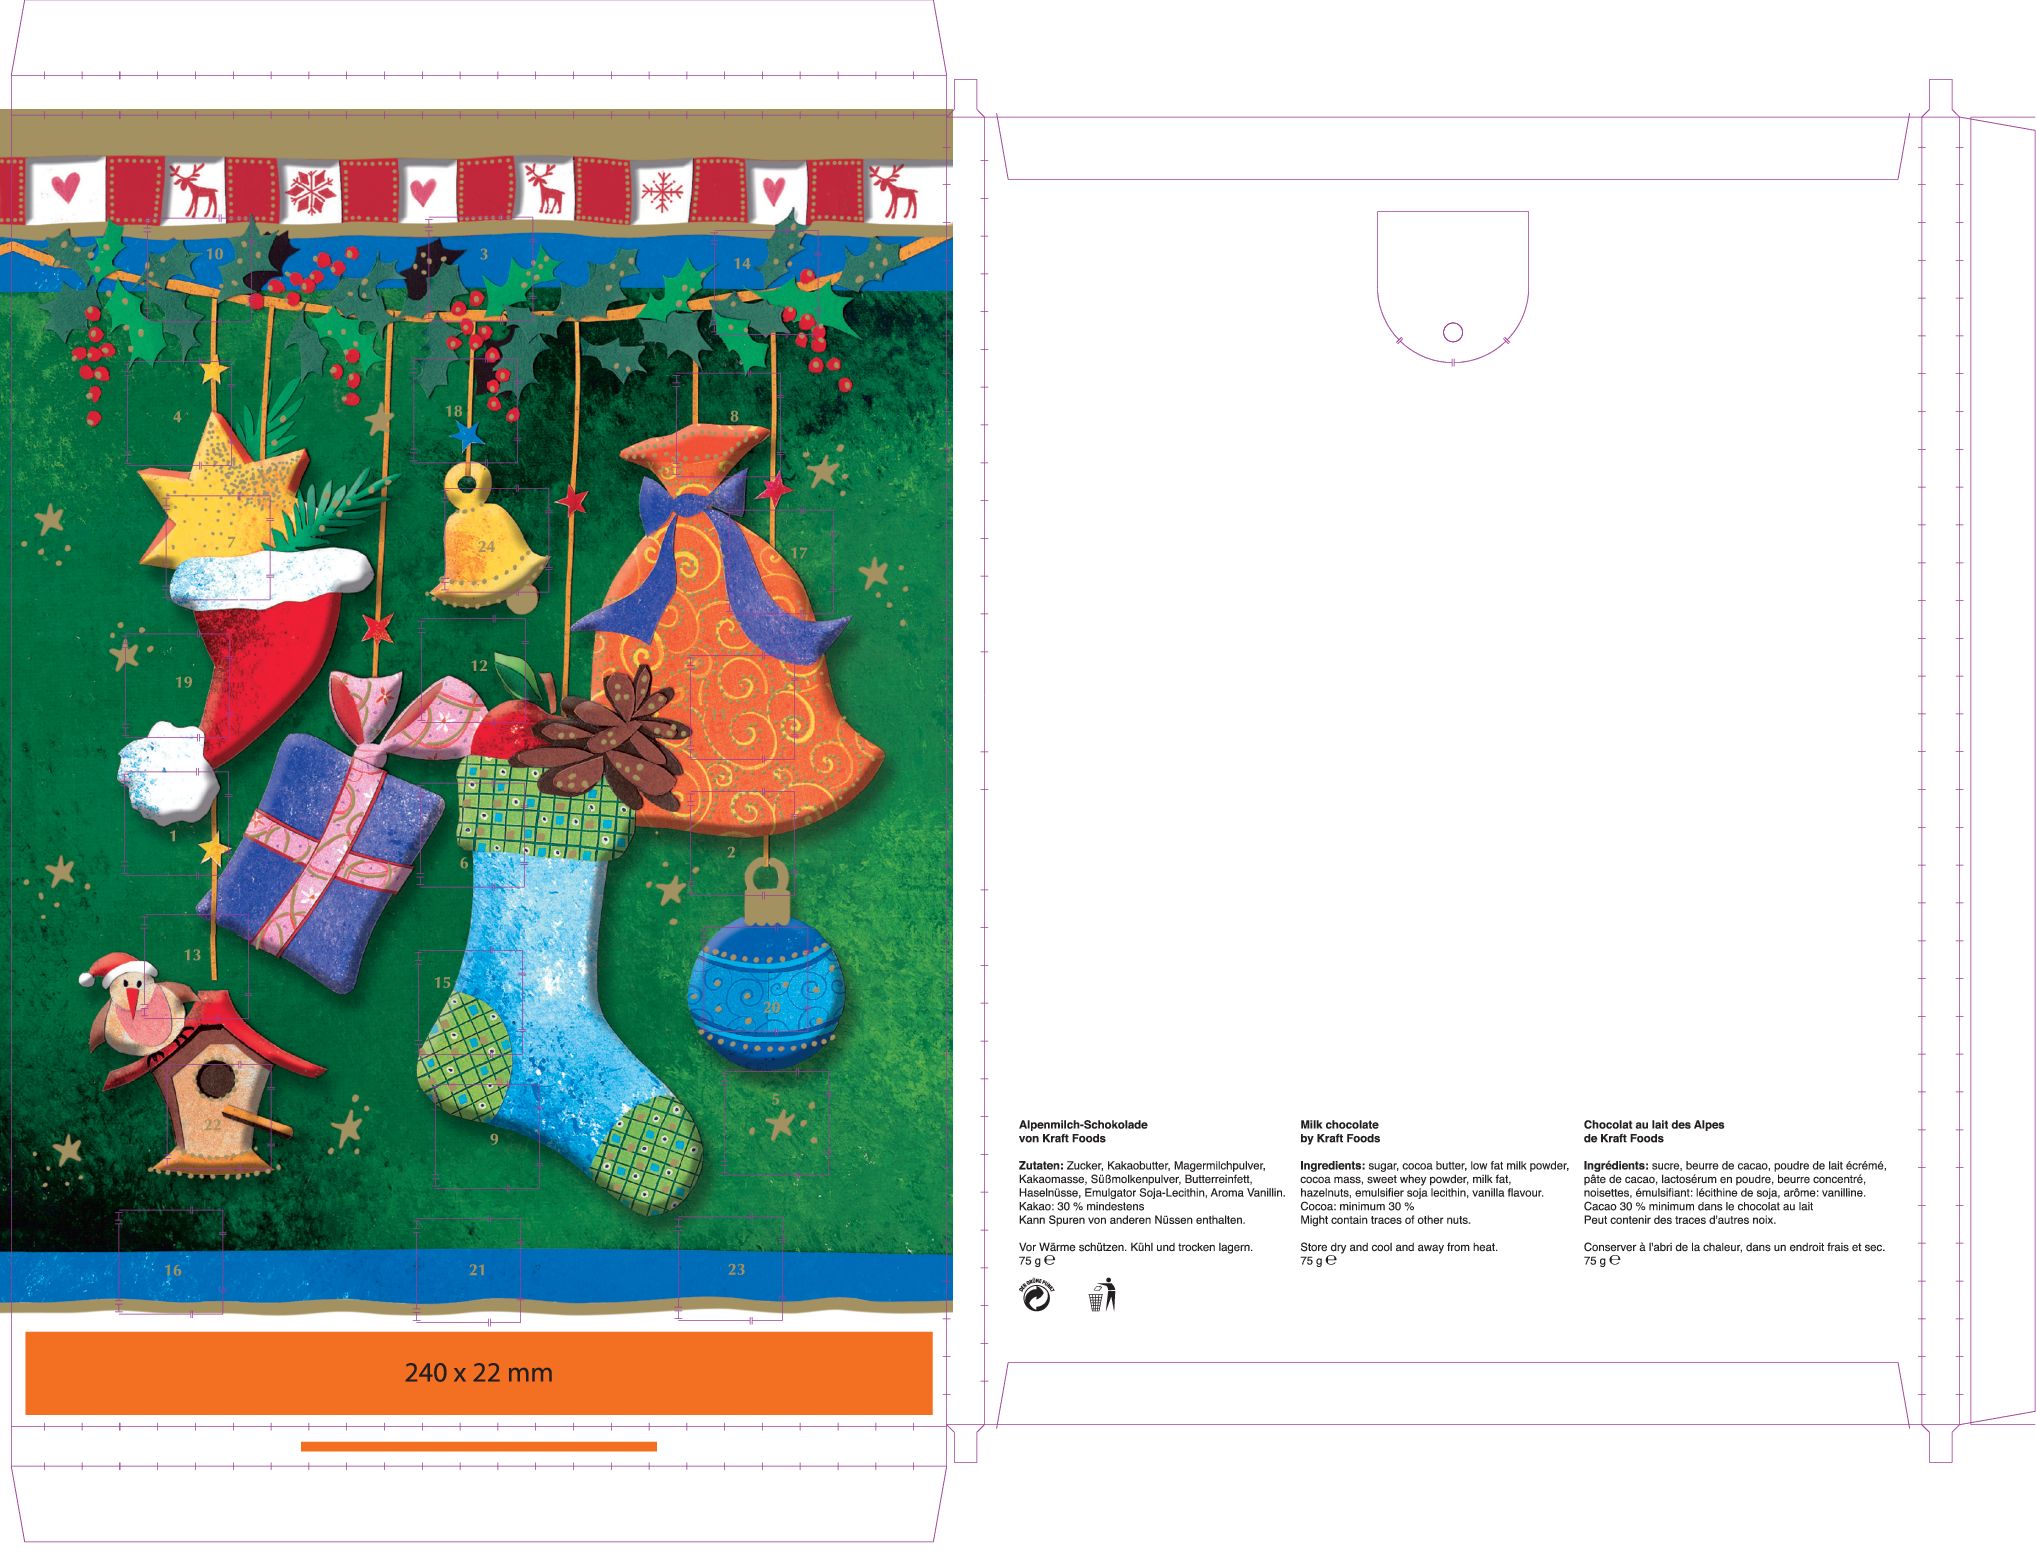 10
3
14
4
18
8
7
24
17
12
19
11
1
6
2
13
15
20
5
22
9
16
21
23
240 x 22 mm
Alpenmilch-Schokolade
von Kraft Foods
Zutaten: Zucker, Kakaobutter, Magermilchpulver,
Kakaomasse, Süßmolkenpulver, Butterreinfett,
Haselnüsse, Emulgator Soja-Lecithin, Aroma Vanillin.
Kakao: 30 % mindestens
Kann Spuren von anderen Nüssen enthalten.
Vor Wärme schützen. Kühl und trocken lagern.
75 g ℮
DER GRÜNE PUNKT
Milk chocolate
by Kraft Foods
Ingredients: sugar, cocoa butter, low fat milk powder,
cocoa mass, sweet whey powder, milk fat,
hazelnuts, emulsifier soja lecithin, vanilla flavour.
Cocoa: minimum 30 %
Might contain traces of other nuts.
Store dry and cool and away from heat.
75 g ℮
Chocolat au lait des Alpes
de Kraft Foods
Ingrédients: sucre, beurre de cacao, poudre de lait écrémé,
pâte de cacao, lactosérum en poudre, beurre concentré,
noisettes, émulsifiant: lécithine de soja, arôme: vanilline.
Cacao 30 % minimum dans le chocolat au lait
Peut contenir des traces d'autres noix.
Conserver à l'abri de la chaleur, dans un endroit frais et sec.
75 g ℮